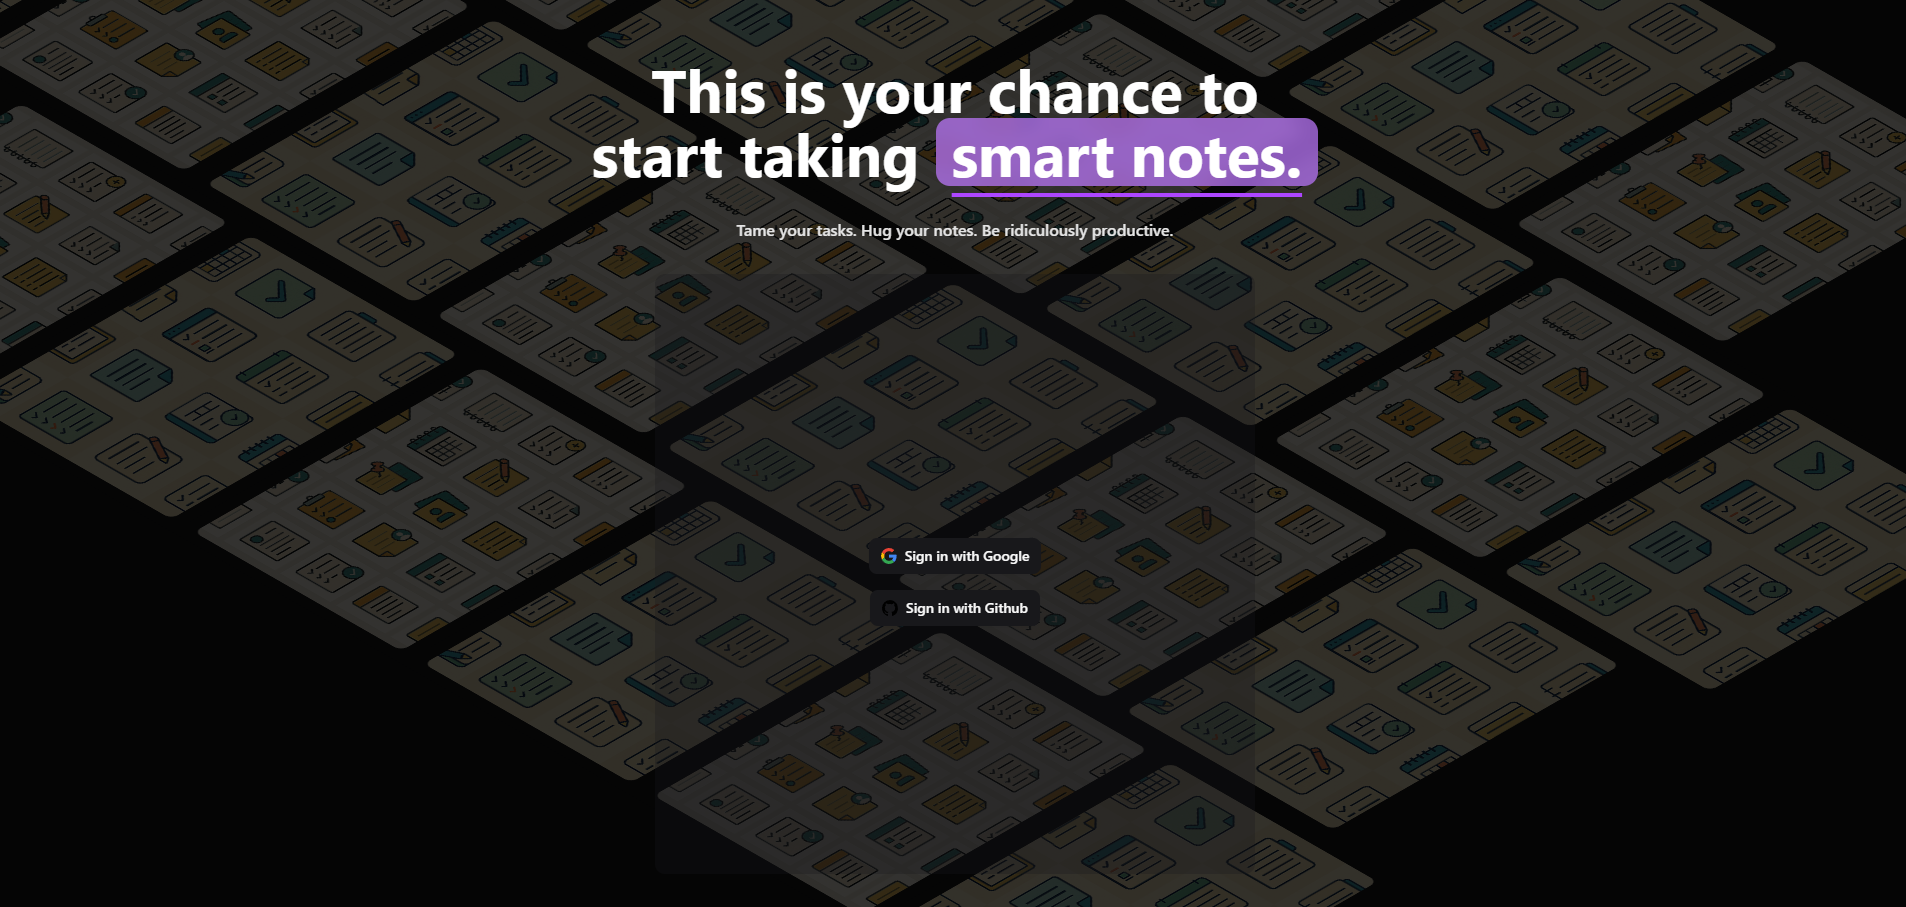 This is your chance to
start taking smart notes.
Tame your tasks. Hug your notes. Be ridiculously productive.
Sign in with Google
Sign in with Github